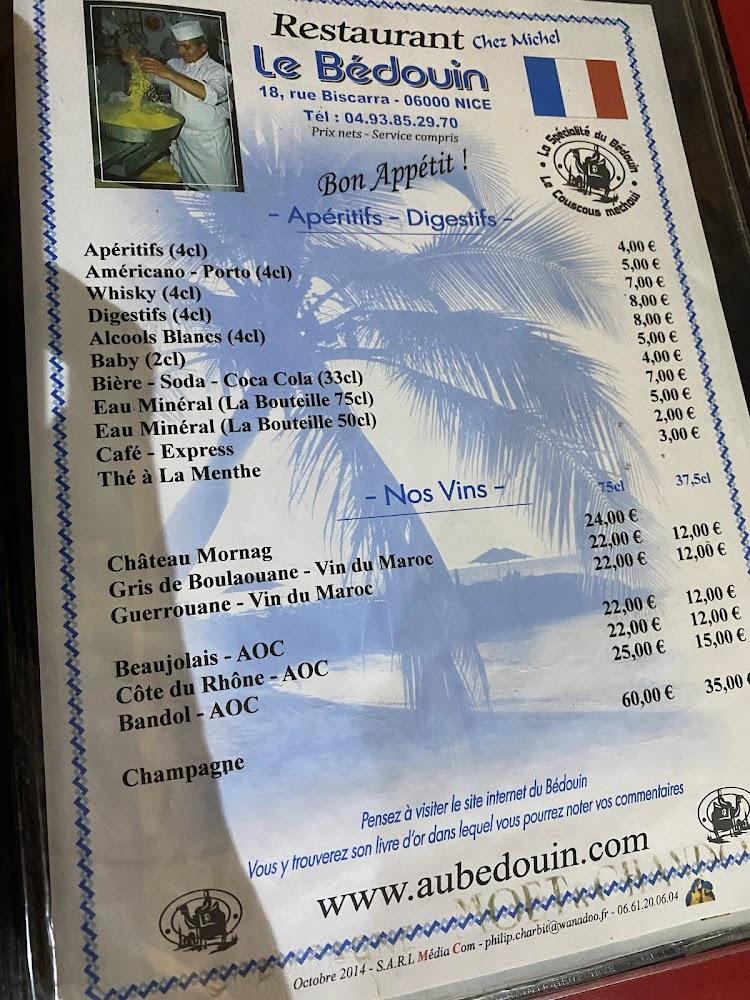 Restaurant Chez Michel
Le Bédouin
18, rue Biscarra - 06000 NICE
Tél : 04.93.85.29.70
Prix nets - Service compris
Bon Appétit !
La Spécialité du Bédouin
Le Couscous méchoui
- Apéritifs - Digestifs -
Apéritifs (4cl) 4,00 €
Américano - Porto (4cl) 5,00 €
Whisky (4cl) 7,00 €
Digestifs (4cl) 8,00 €
Alcools Blancs (4cl) 8,00 €
Baby (2cl) 5,00 €
Bière - Soda - Coca Cola (33cl) 4,00 €
Eau Minéral (La Bouteille 75cl) 7,00 €
Eau Minéral (La Bouteille 50cl) 5,00 €
Café - Express 2,00 €
Thé à La Menthe 3,00 €
- Nos Vins - 75cl 37,5cl
Château Mornag 24,00 €
Gris de Boulaouane - Vin du Maroc 22,00 € 12,00 €
Guerrouane - Vin du Maroc 22,00 € 12,00 €
Beaujolais - AOC 22,00 € 12,00 €
Côte du Rhône - AOC 22,00 € 12,00 €
Bandol - AOC 25,00 € 15,00 €
Champagne 60,00 € 35,00 €
Pensez à visiter le site internet du Bédouin
Vous y trouverez son livre d'or dans lequel vous pourrez noter vos commentaires
www.aubedouin.com
Octobre 2014 - S.A.R.L Média Com - philip.charbit@wanadoo.fr - 06.61.20.06.04